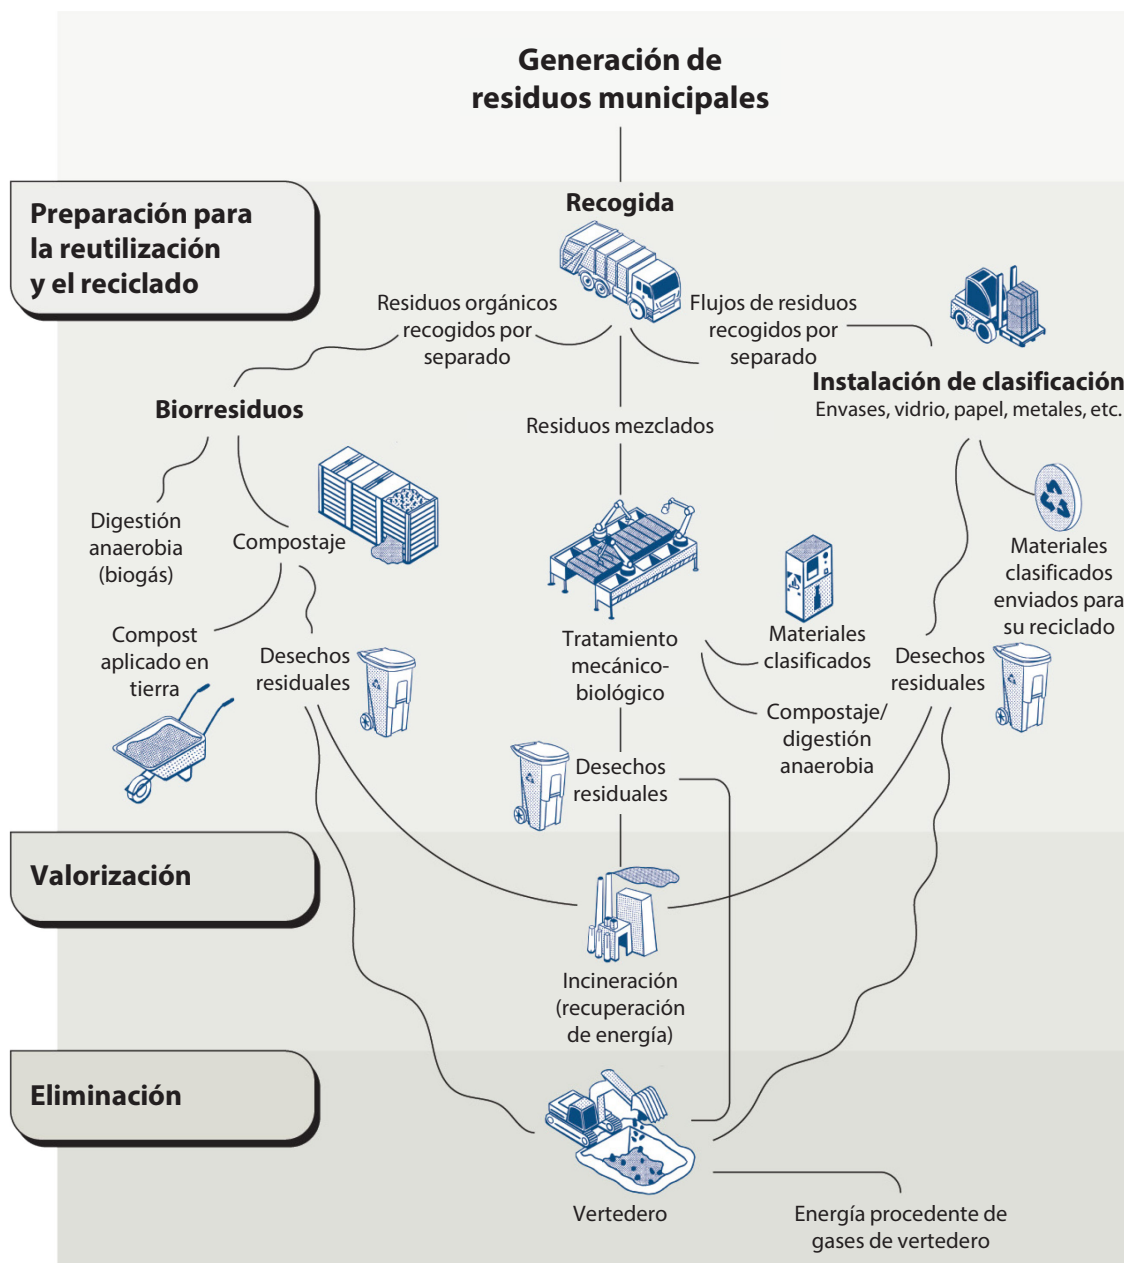 Generación de
residuos municipales
Preparación para
la reutilización
y el reciclado
Recogida
Residuos orgánicos
recogidos por
separado
Flujos de residuos
recogidos por
separado
Instalación de clasificación
Envases, vidrio, papel, metales, etc.
Biorresiduos
Residuos mezclados
Digestión
anaerobia
(biogás)
Compostaje
Materiales
clasificados
enviados para
su reciclado
Compost
aplicado en
tierra
Desechos
residuales
Tratamiento
mecánico-
biológico
Materiales
clasificados
Compostaje/
digestión
anaerobia
Desechos
residuales
Desechos
residuales
Valorización
Incineración
(recuperación
de energía)
Eliminación
Vertedero
Energía procedente de
gases de vertedero